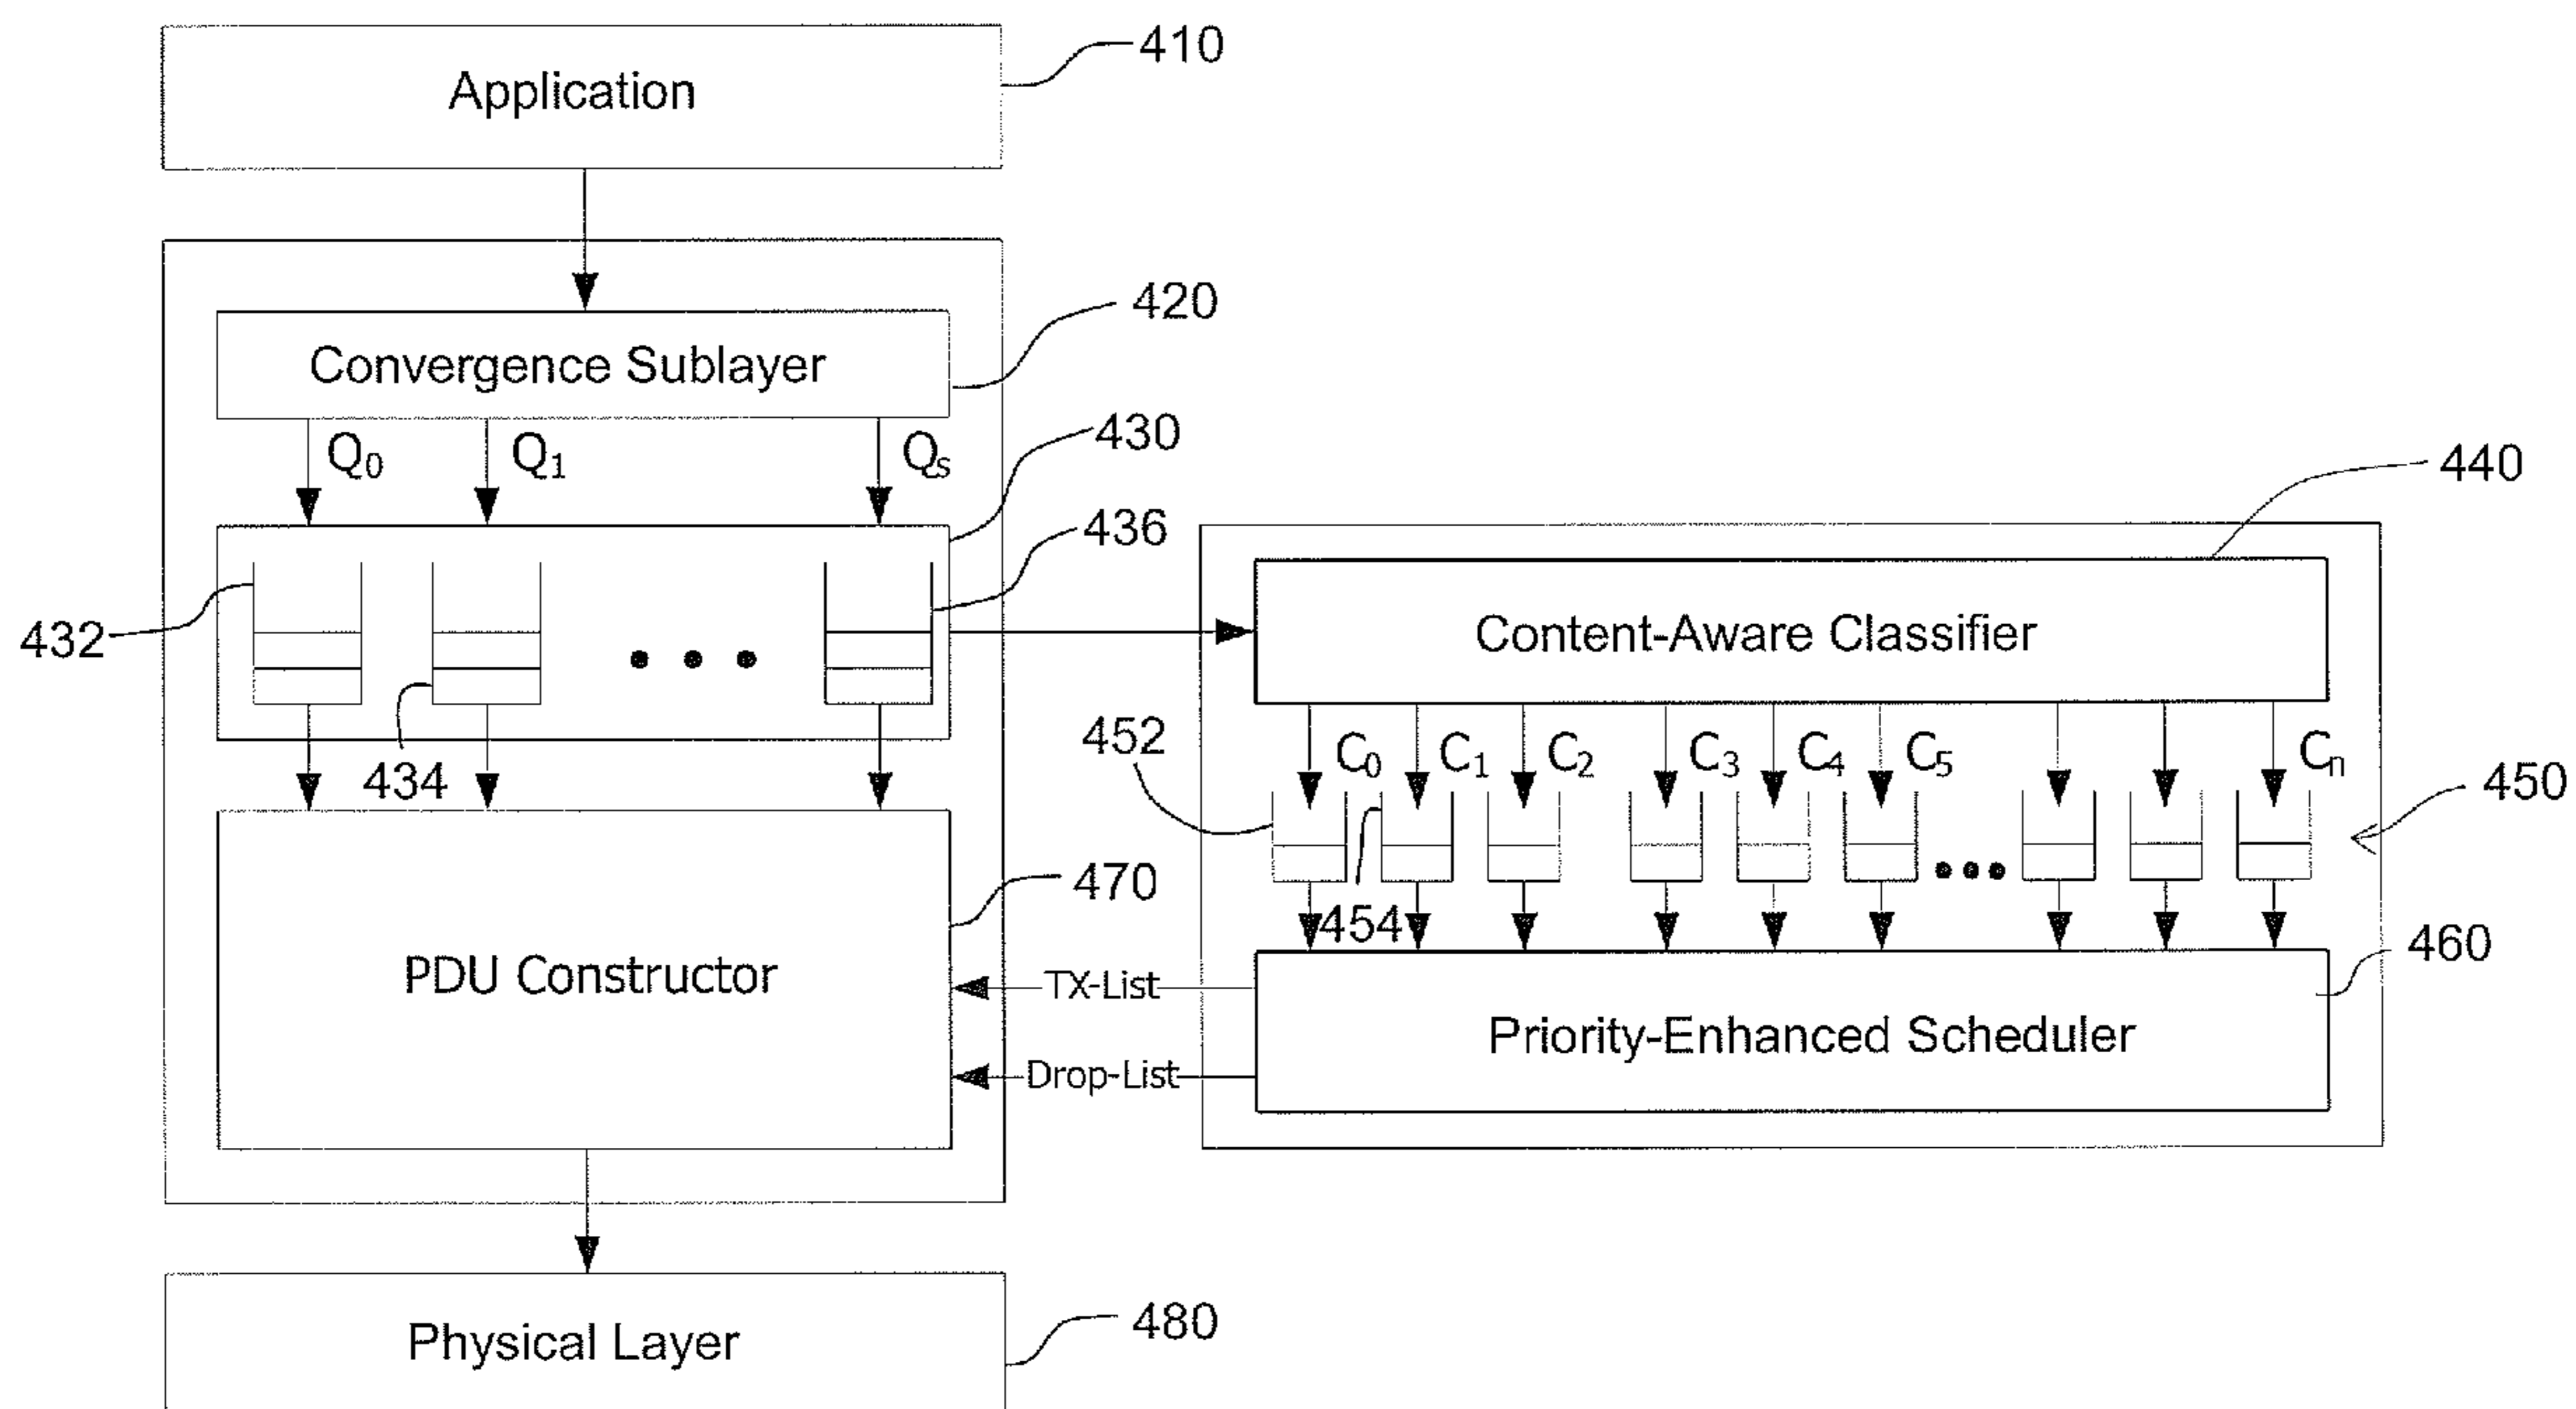 Application
410
Convergence Sublayer
420
Q0 Q1 Qs
430
436
432
434
440
Content-Aware Classifier
C0 C1 C2 C3 C4 C5 Cn
452
450
454
470
PDU Constructor
TX-List
Drop-List
460
Priority-Enhanced Scheduler
Physical Layer
480